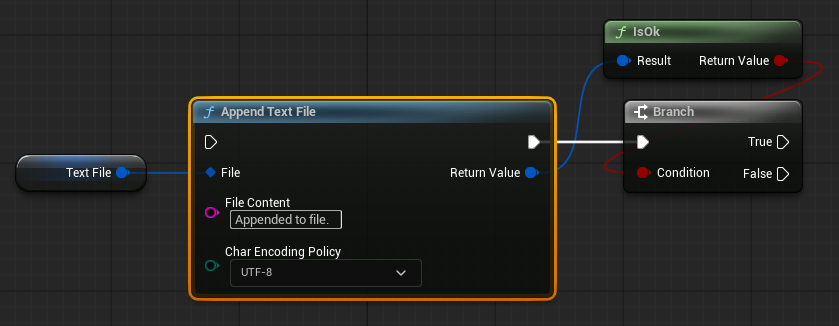 IsOk
Result Return Value
Append Text File
Branch
True
Text File
File Return Value
Condition False
File Content
Appended to file.
Char Encoding Policy
UTF-8